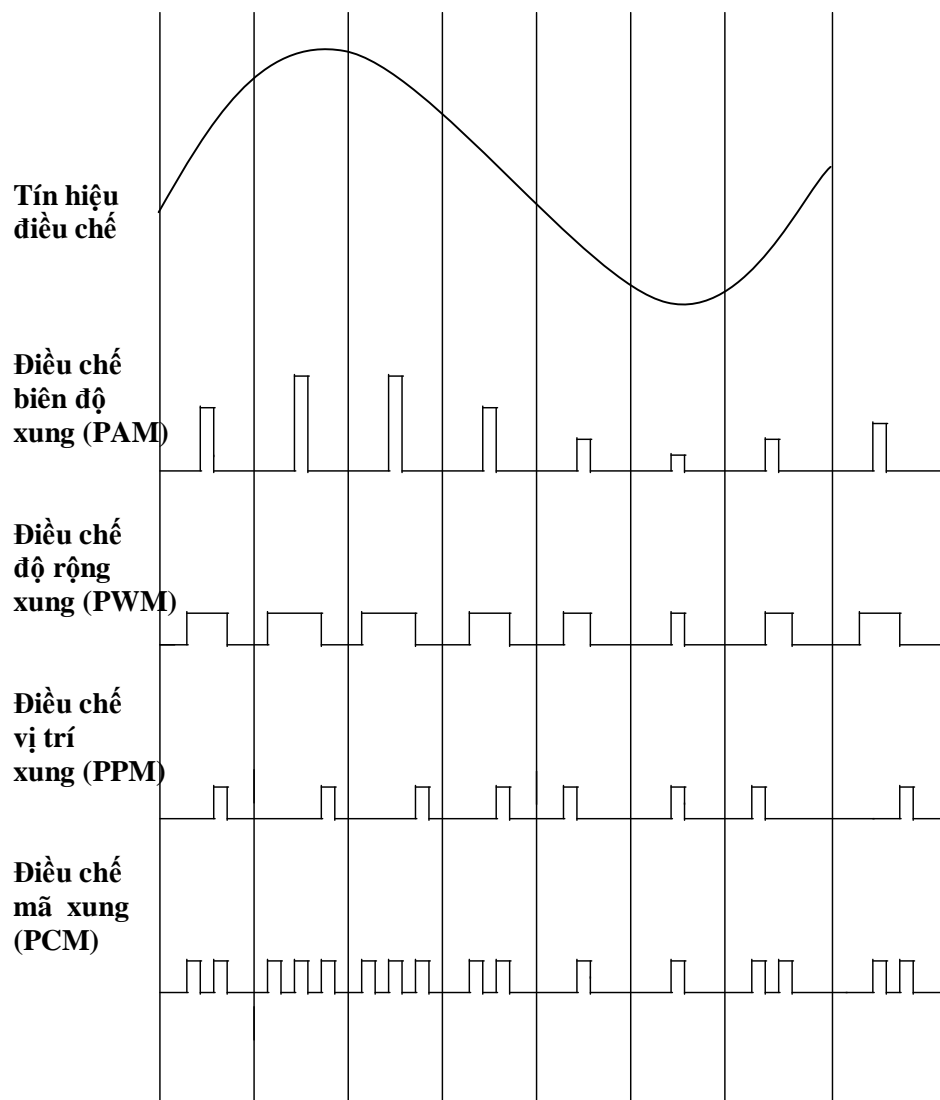 Tín hiệu
điều chế
Điều chế
biên độ
xung (PAM)
Điều chế
độ rộng
xung (PWM)
Điều chế
vị trí
xung (PPM)
Điều chế
mã xung
(PCM)